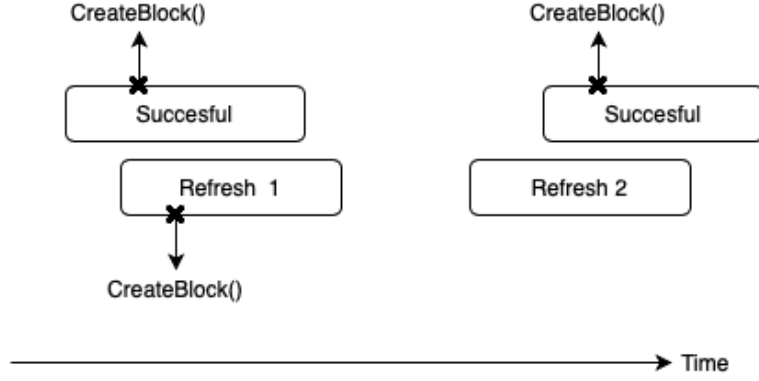 CreateBlock()
CreateBlock()
Succesful
Succesful
Refresh 1
Refresh 2
CreateBlock()
Time